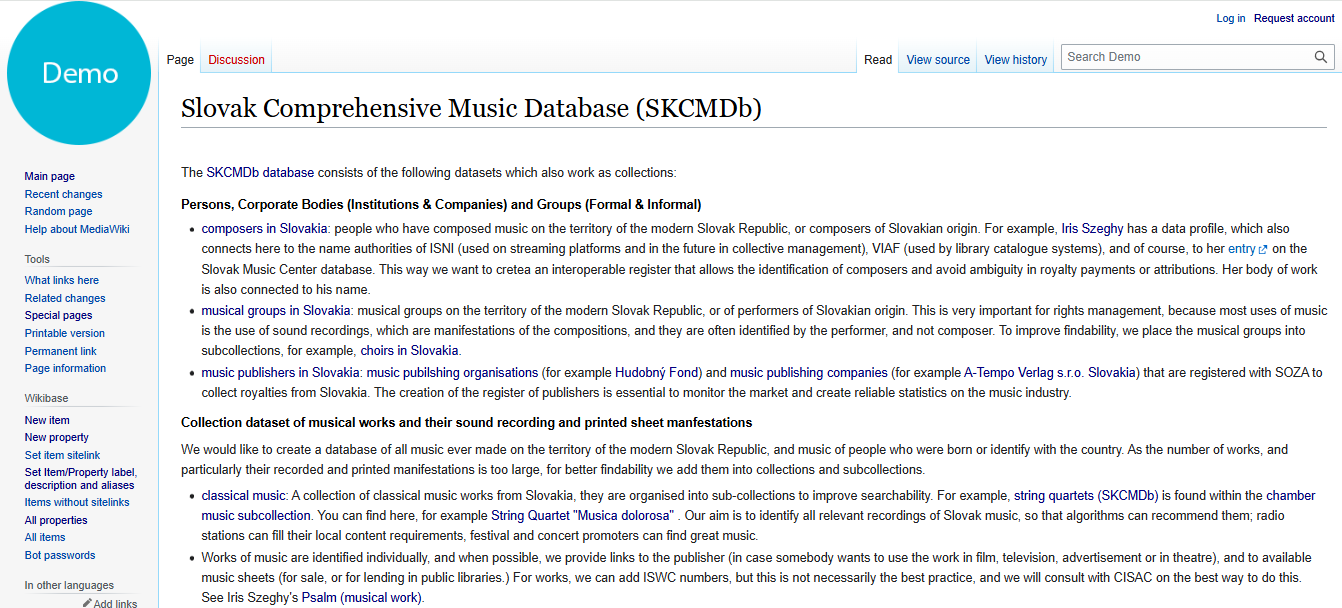 Demo
Log in Request account
Page Discussion Read View source View history Search Demo
Slovak Comprehensive Music Database (SKCMDb)
The SKCMDb database consists of the following datasets which also work as collections:
Persons, Corporate Bodies (Institutions & Companies) and Groups (Formal & Informal)
• composers in Slovakia: people who have composed music on the territory of the modern Slovak Republic, or composers of Slovakian origin. For example, Iris Szeghy has a data profile, which also
connects here to the name authorities of ISNI (used on streaming platforms and in the future in collective management), VIAF (used by library catalogue systems), and of course, to her entry on the
Slovak Music Center database. This way we want to cretea an interoperable register that allows the identification of composers and avoid ambiguity in royalty payments or attributions. Her body of work
is also connected to his name.
• musical groups in Slovakia: musical groups on the territory of the modern Slovak Republic, or of performers of Slovakian origin. This is very important for rights management, because most uses of music
is the use of sound recordings, which are manifestations of the compositions, and they are often identified by the performer, and not composer. To improve findability, we place the musical groups into
subcollections, for example, choirs in Slovakia.
• music publishers in Slovakia: music pubilshing organisations (for example Hudobný Fond) and music publishing companies (for example A-Tempo Verlag s.r.o. Slovakia) that are registered with SOZA to
collect royalties from Slovakia. The creation of the register of publishers is essential to monitor the market and create reliable statistics on the music industry.
Collection dataset of musical works and their sound recording and printed sheet manfestations
We would like to create a database of all music ever made on the territory of the modern Slovak Republic, and music of people who were born or identify with the country. As the number of works, and
particularly their recorded and printed manifestations is too large, for better findability we add them into collections and subcollections.
• classical music: A collection of classical music works from Slovakia, they are organised into sub-collections to improve searchability. For example, string quartets (SKCMDb) is found within the chamber
music subcollection. You can find here, for example String Quartet "Musica dolorosa" . Our aim is to identify all relevant recordings of Slovak music, so that algorithms can recommend them; radio
stations can fill their local content requirements, festival and concert promoters can find great music.
• Works of music are identified individually, and when possible, we provide links to the publisher (in case somebody wants to use the work in film, television, advertisement or in theatre), and to available
music sheets (for sale, or for lending in public libraries.) For works, we can add ISWC numbers, but this is not necessarily the best practice, and we will consult with CISAC on the best way to do this.
See Iris Szeghy's Psalm (musical work).
Main page
Recent changes
Random page
Help about MediaWiki
Tools
What links here
Related changes
Special pages
Printable version
Permanent link
Page information
Wikibase
New item
New property
Set item sitelink
Set Item/Property label,
description and aliases
Items without sitelinks
All properties
All items
Bot passwords
In other languages
Add links